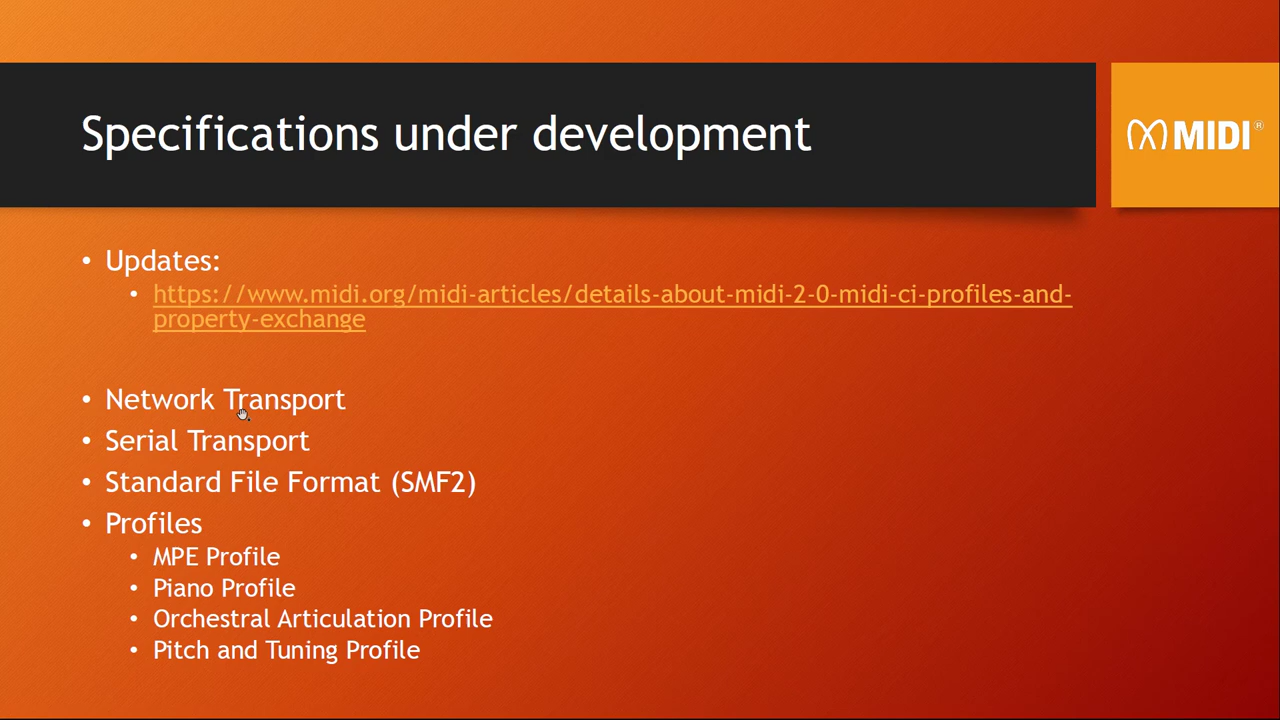 Specifications under development
MIDI®
• Updates:
• https://www.midi.org/midi-articles/details-about-midi-2-0-midi-ci-profiles-and-
property-exchange
• Network Transport
• Serial Transport
• Standard File Format (SMF2)
• Profiles
• MPE Profile
• Piano Profile
• Orchestral Articulation Profile
• Pitch and Tuning Profile